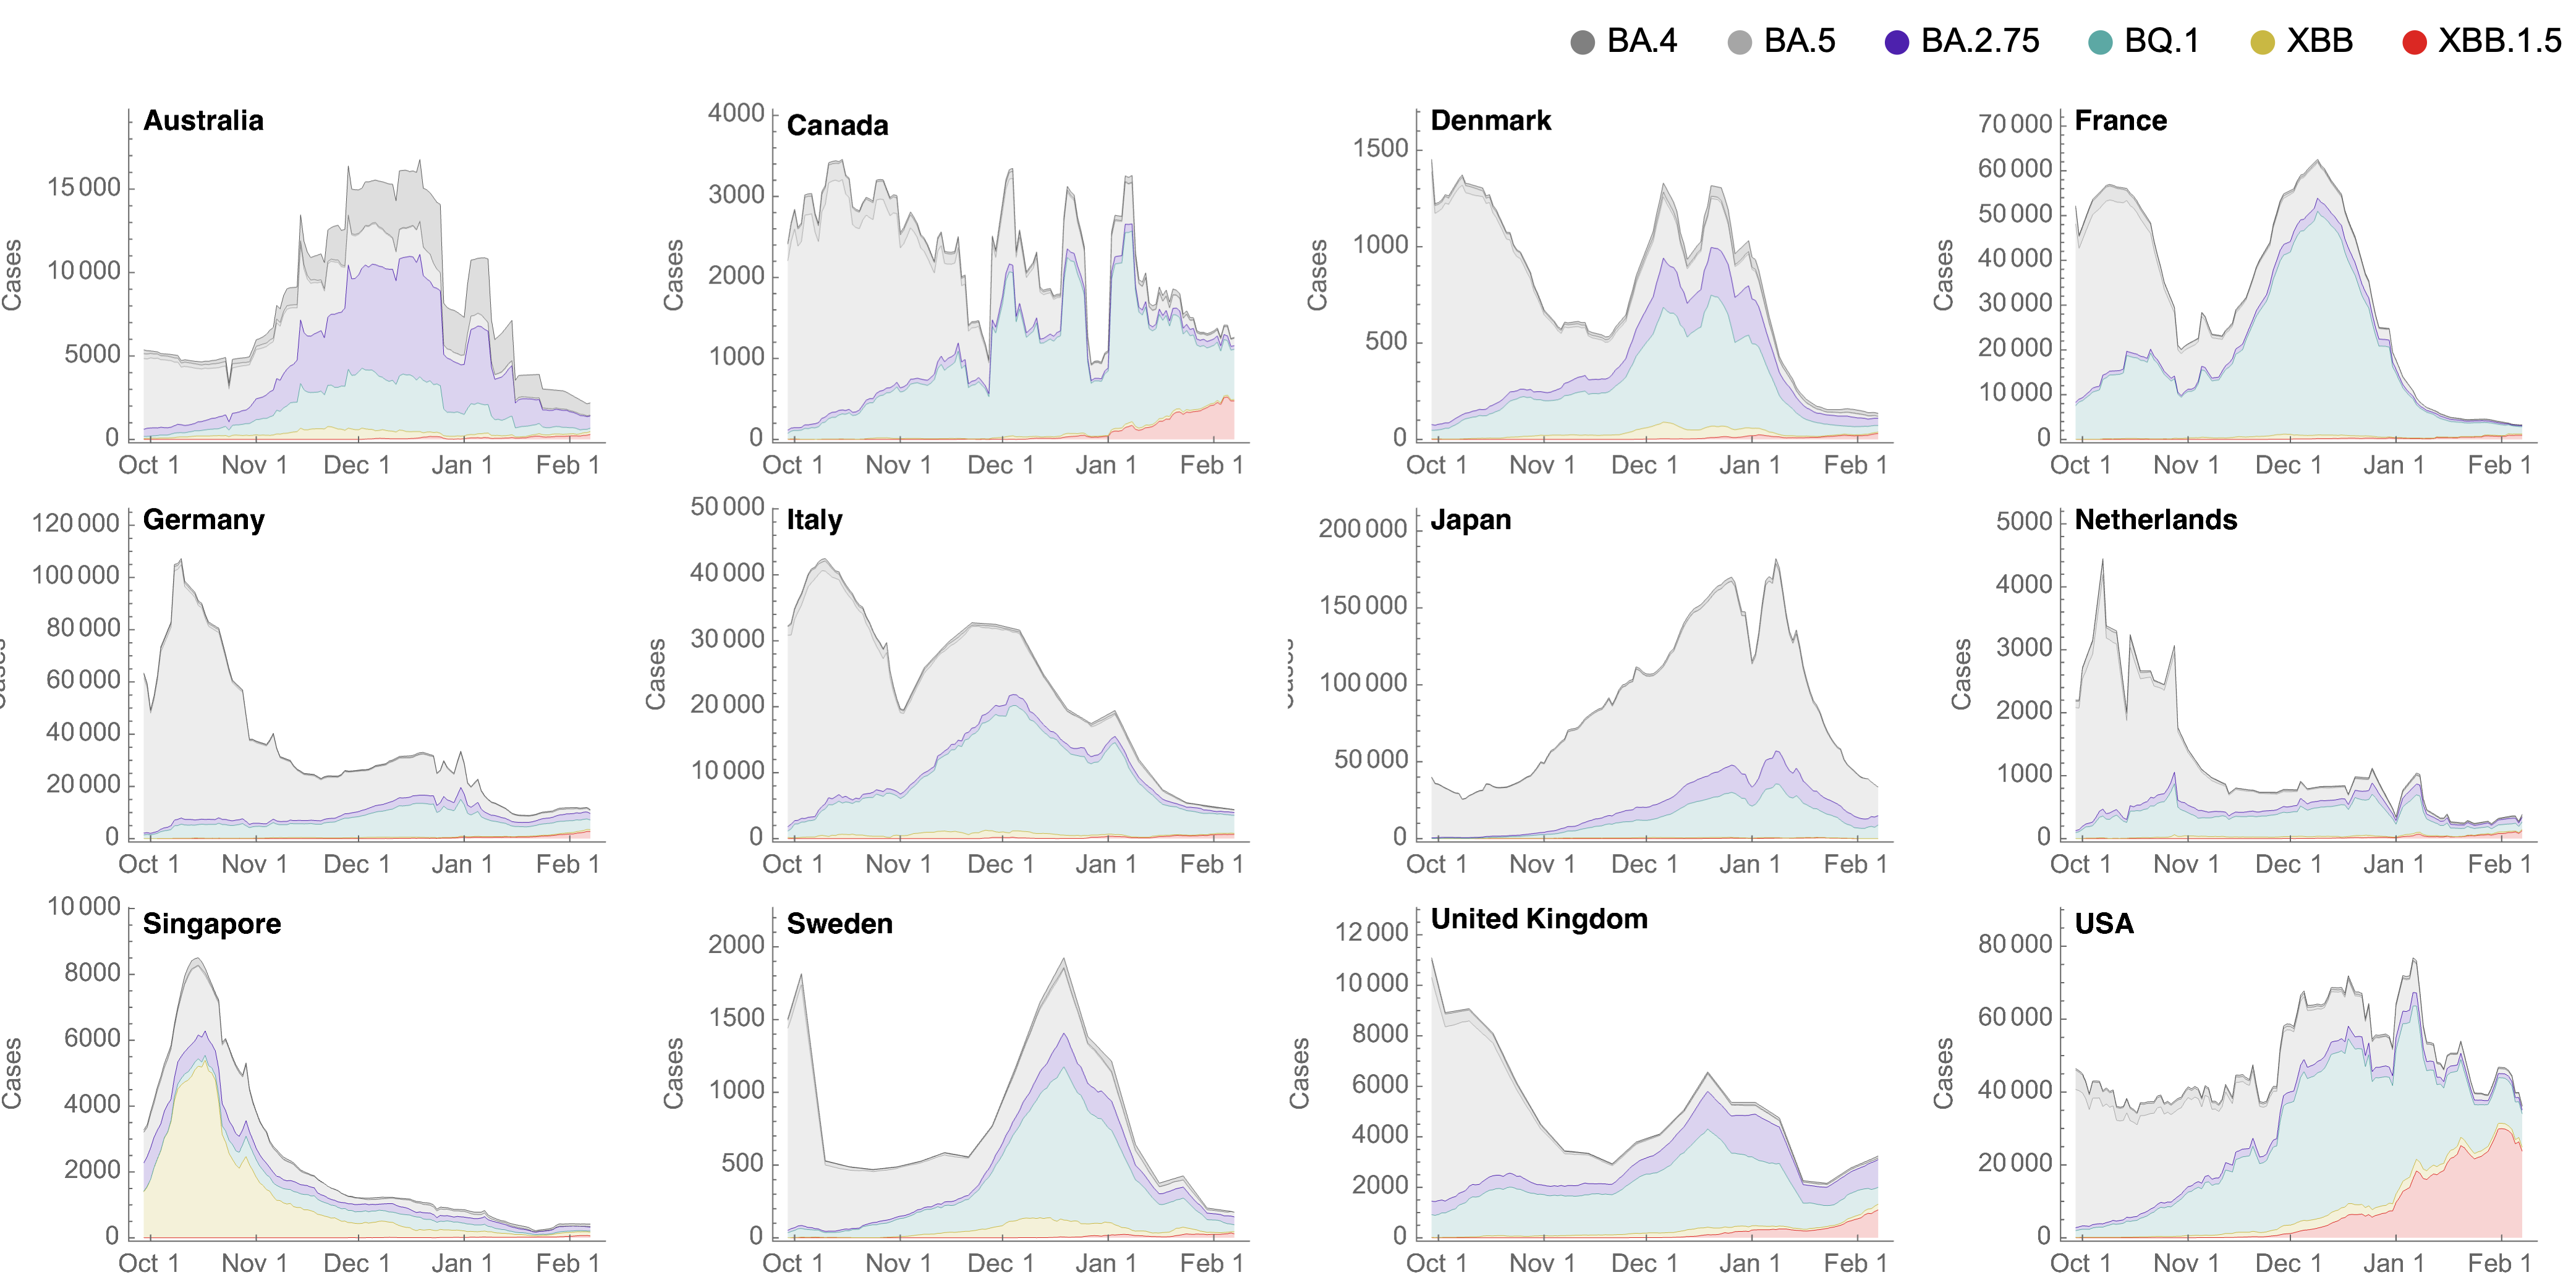 BA.4 BA.5 BA.2.75 BQ.1 XBB XBB.1.5
Australia
Cases
15 000
10 000
5000
0
Oct 1 Nov 1 Dec 1 Jan 1 Feb 1
Canada
Cases
4000
3000
2000
1000
0
Oct 1 Nov 1 Dec 1 Jan 1 Feb 1
Denmark
Cases
1500
1000
500
0
Oct 1 Nov 1 Dec 1 Jan 1 Feb 1
France
Cases
70 000
60 000
50 000
40 000
30 000
20 000
10 000
0
Oct 1 Nov 1 Dec 1 Jan 1 Feb 1
Germany
120 000
100 000
80 000
60 000
40 000
20 000
0
Oct 1 Nov 1 Dec 1 Jan 1 Feb 1
Italy
Cases
50 000
40 000
30 000
20 000
10 000
0
Oct 1 Nov 1 Dec 1 Jan 1 Feb 1
Japan
200 000
150 000
100 000
50 000
0
Oct 1 Nov 1 Dec 1 Jan 1 Feb 1
Netherlands
Cases
5000
4000
3000
2000
1000
0
Oct 1 Nov 1 Dec 1 Jan 1 Feb 1
Singapore
Cases
10 000
8000
6000
4000
2000
0
Oct 1 Nov 1 Dec 1 Jan 1 Feb 1
Sweden
Cases
2000
1500
1000
500
0
Oct 1 Nov 1 Dec 1 Jan 1 Feb 1
United Kingdom
Cases
12 000
10 000
8000
6000
4000
2000
0
Oct 1 Nov 1 Dec 1 Jan 1 Feb 1
USA
Cases
80 000
60 000
40 000
20 000
0
Oct 1 Nov 1 Dec 1 Jan 1 Feb 1